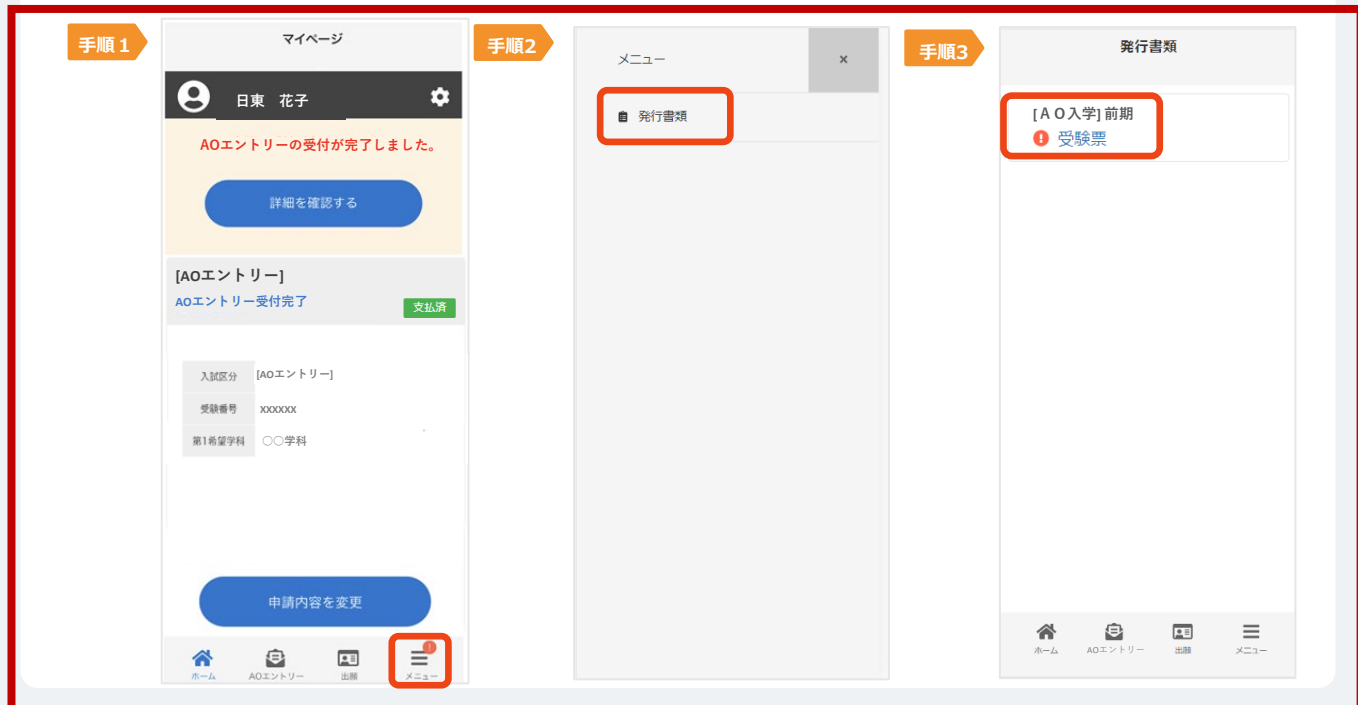 手順１
マイページ
日東 花子
AOエントリーの受付が完了しました。
詳細を確認する
[AOエントリー]
AOエントリー受付完了
支払済
入試区分 [AOエントリー]
受験番号 xxxxxx
第1希望学科 〇〇学科
申請内容を変更
ホーム AOエントリー 出願 メニュー
手順2
メニュー ×
発行書類
手順3
発行書類
[ＡＯ入学] 前期
受験票
ホーム AOエントリー 出願 メニュー